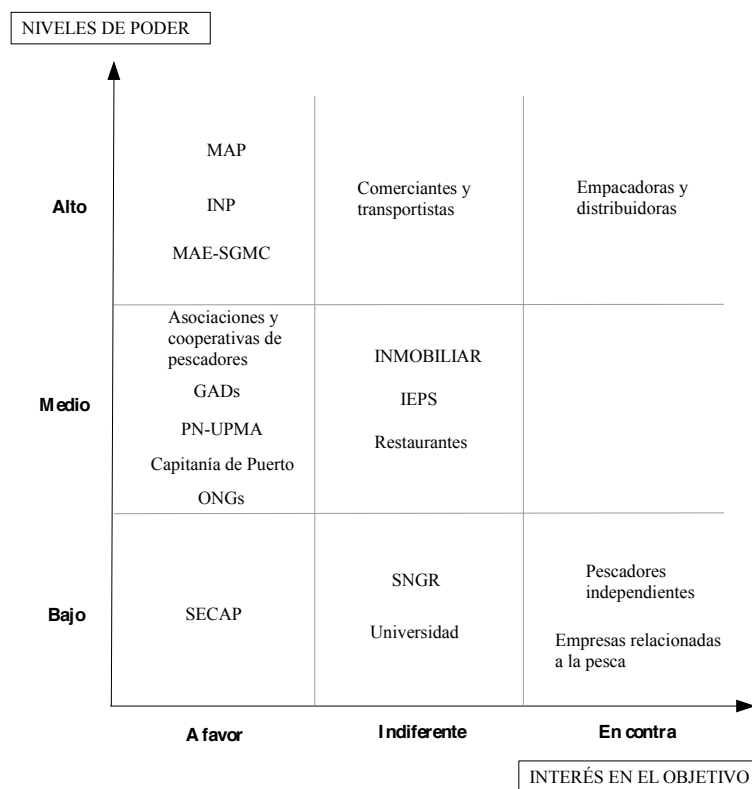 NIVELES DE PODER
Alto
MAP
INP
MAE-SGMC
Comerciantes y
transportistas
Empacadoras y
distribuidoras
Medio
Asociaciones y
cooperativas de
pescadores
GADs
PN-UPMA
Capitanía de Puerto
ONGs
INMOBILIAR
IEPS
Restaurantes
Bajo
SECAP
SNGR
Universidad
Pescadores
independientes
Empresas relacionadas
a la pesca
A favor
Indiferente
En contra
INTERÉS EN EL OBJETIVO